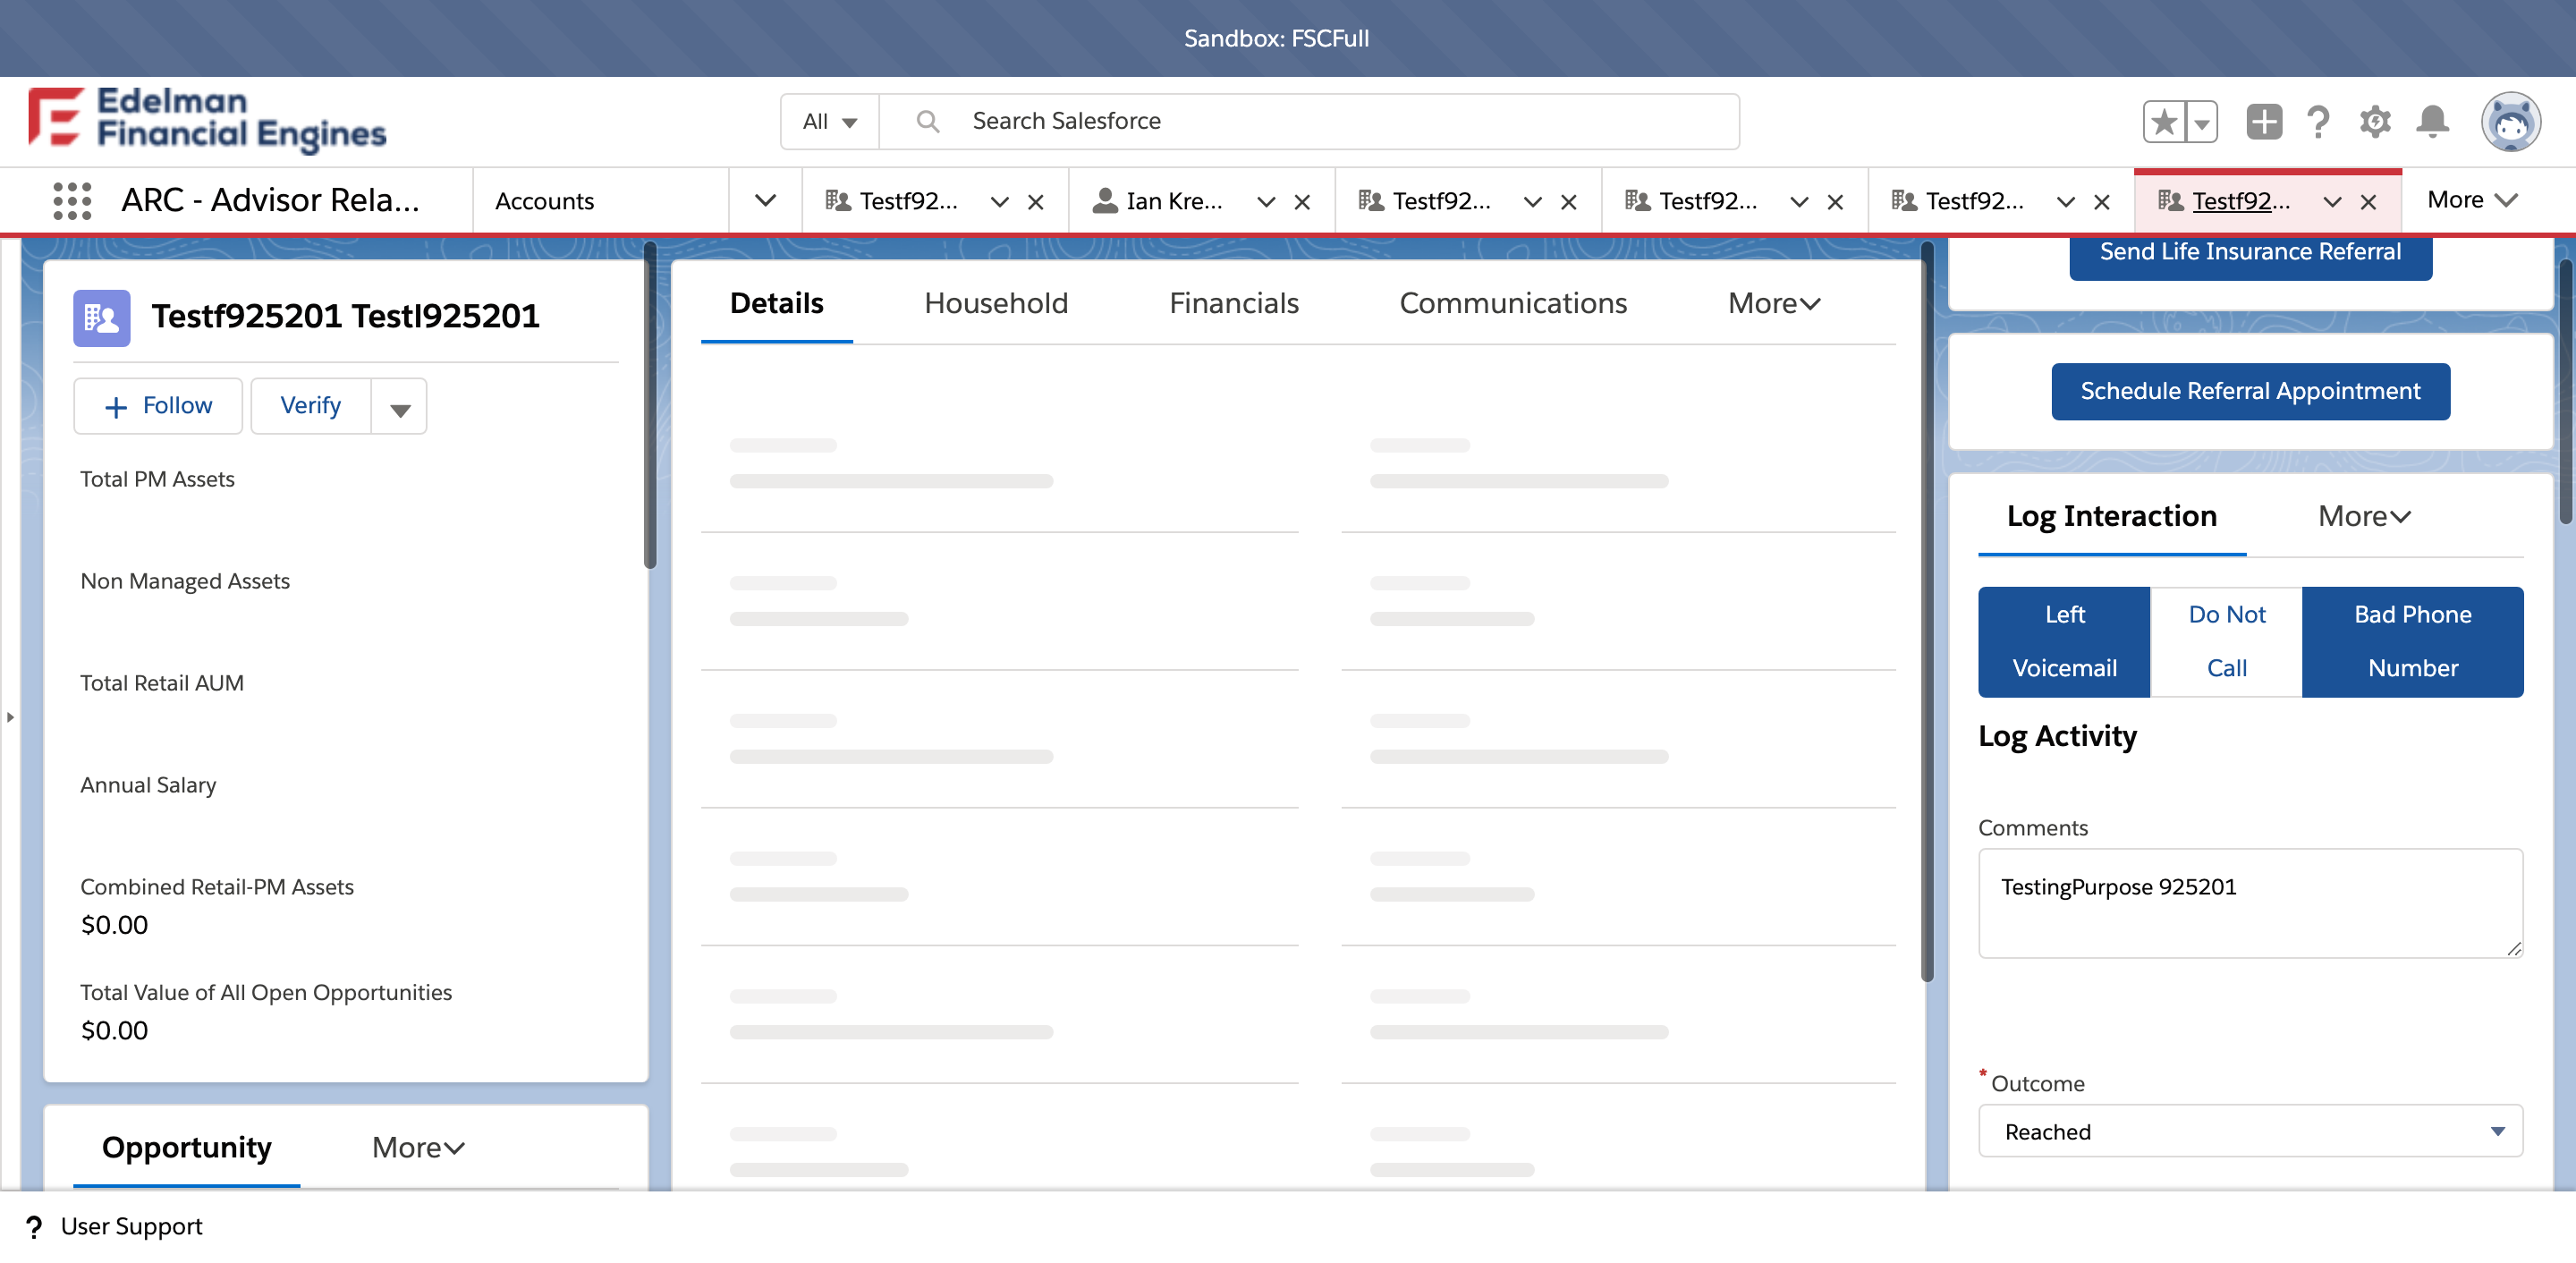 Sandbox: FSCFull
Edelman
Financial Engines
All
Search Salesforce
ARC - Advisor Rela...
Accounts
Testf92...
Ian Kre...
Testf92...
Testf92...
Testf92...
Testf92...
More
Testf925201 Testl925201
Follow
Verify
Total PM Assets
Non Managed Assets
Total Retail AUM
Annual Salary
Combined Retail-PM Assets
$0.00
Total Value of All Open Opportunities
$0.00
Opportunity
More
Details
Household
Financials
Communications
More
Send Life Insurance Referral
Schedule Referral Appointment
Log Interaction
More
Left
Voicemail
Do Not
Call
Bad Phone
Number
Log Activity
Comments
TestingPurpose 925201
* Outcome
Reached
? User Support